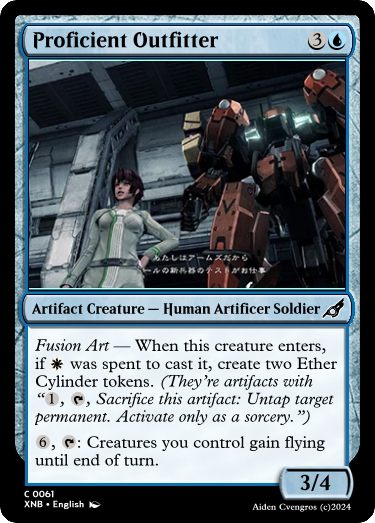 Proficient Outfitter 3
あたしはアームズだから
ールの新兵器のテストがお仕事
Artifact Creature — Human Artificer Soldier
Fusion Art — When this creature enters,
if was spent to cast it, create two Ether
Cylinder tokens. (They're artifacts with
“1, , Sacrifice this artifact: Untap target
permanent. Activate only as a sorcery.”)
6, : Creatures you control gain flying
until end of turn.
3/4
C 0061
XNB • English
Aiden Cvengros (c)2024